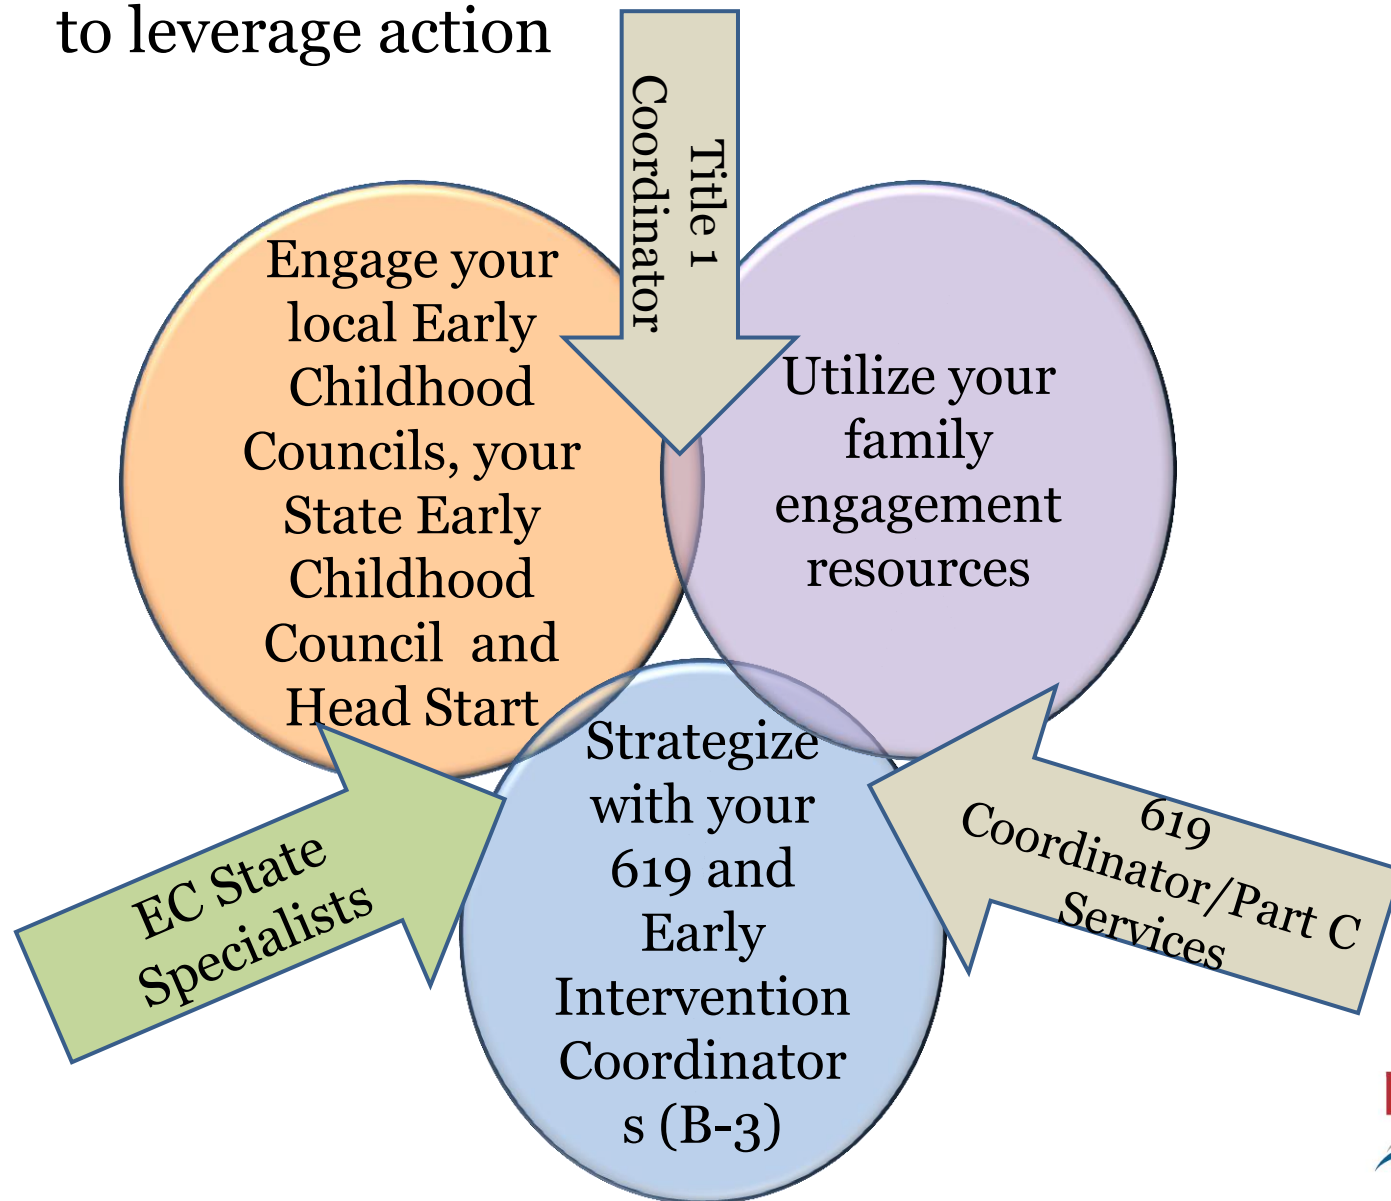 to leverage action
Title 1
Coordinator
Engage your
local Early
Childhood
Councils, your
State Early
Childhood
Council and
Head Start
Utilize your
family
engagement
resources
Strategize
with your
619 and
Early
Intervention
Coordinator
s (B-3)
EC State
Specialists
619
Coordinator/Part C
Services